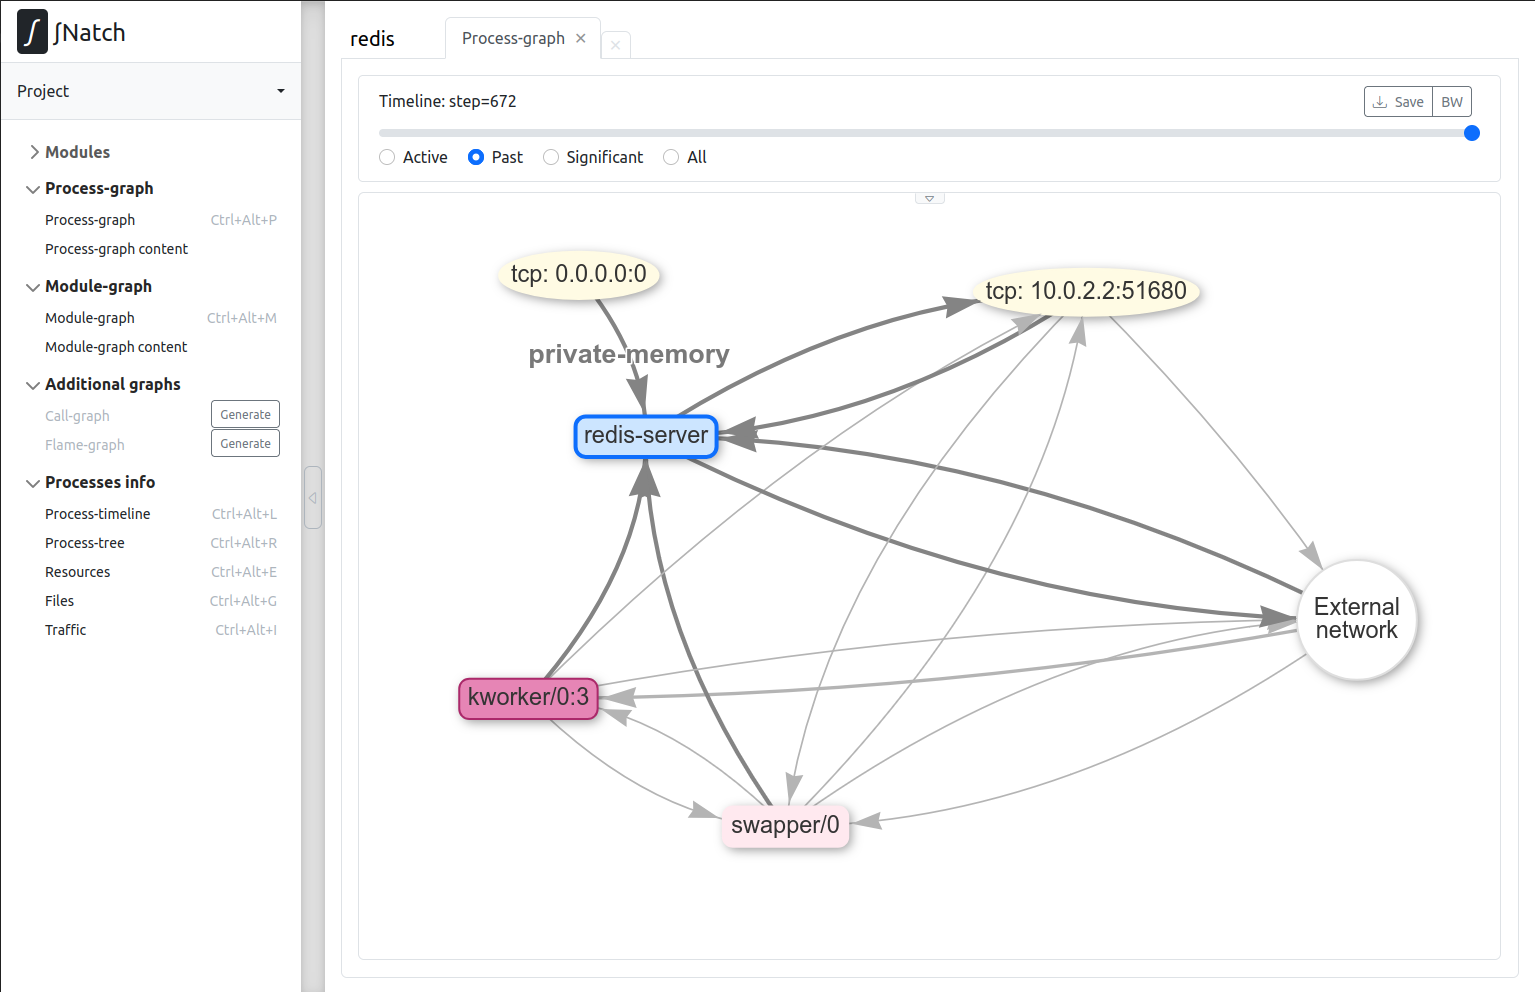 ∫ ∫Natch
Project
Modules
Process-graph
Process-graph Ctrl+Alt+P
Process-graph content
Module-graph
Module-graph Ctrl+Alt+M
Module-graph content
Additional graphs
Call-graph Generate
Flame-graph Generate
Processes info
Process-timeline Ctrl+Alt+L
Process-tree Ctrl+Alt+R
Resources Ctrl+Alt+E
Files Ctrl+Alt+G
Traffic Ctrl+Alt+I
redis Process-graph
Timeline: step=672 Save BW
Active Past Significant All
tcp: 0.0.0.0:0
tcp: 10.0.2.2:51680
private-memory
redis-server
External
network
kworker/0:3
swapper/0